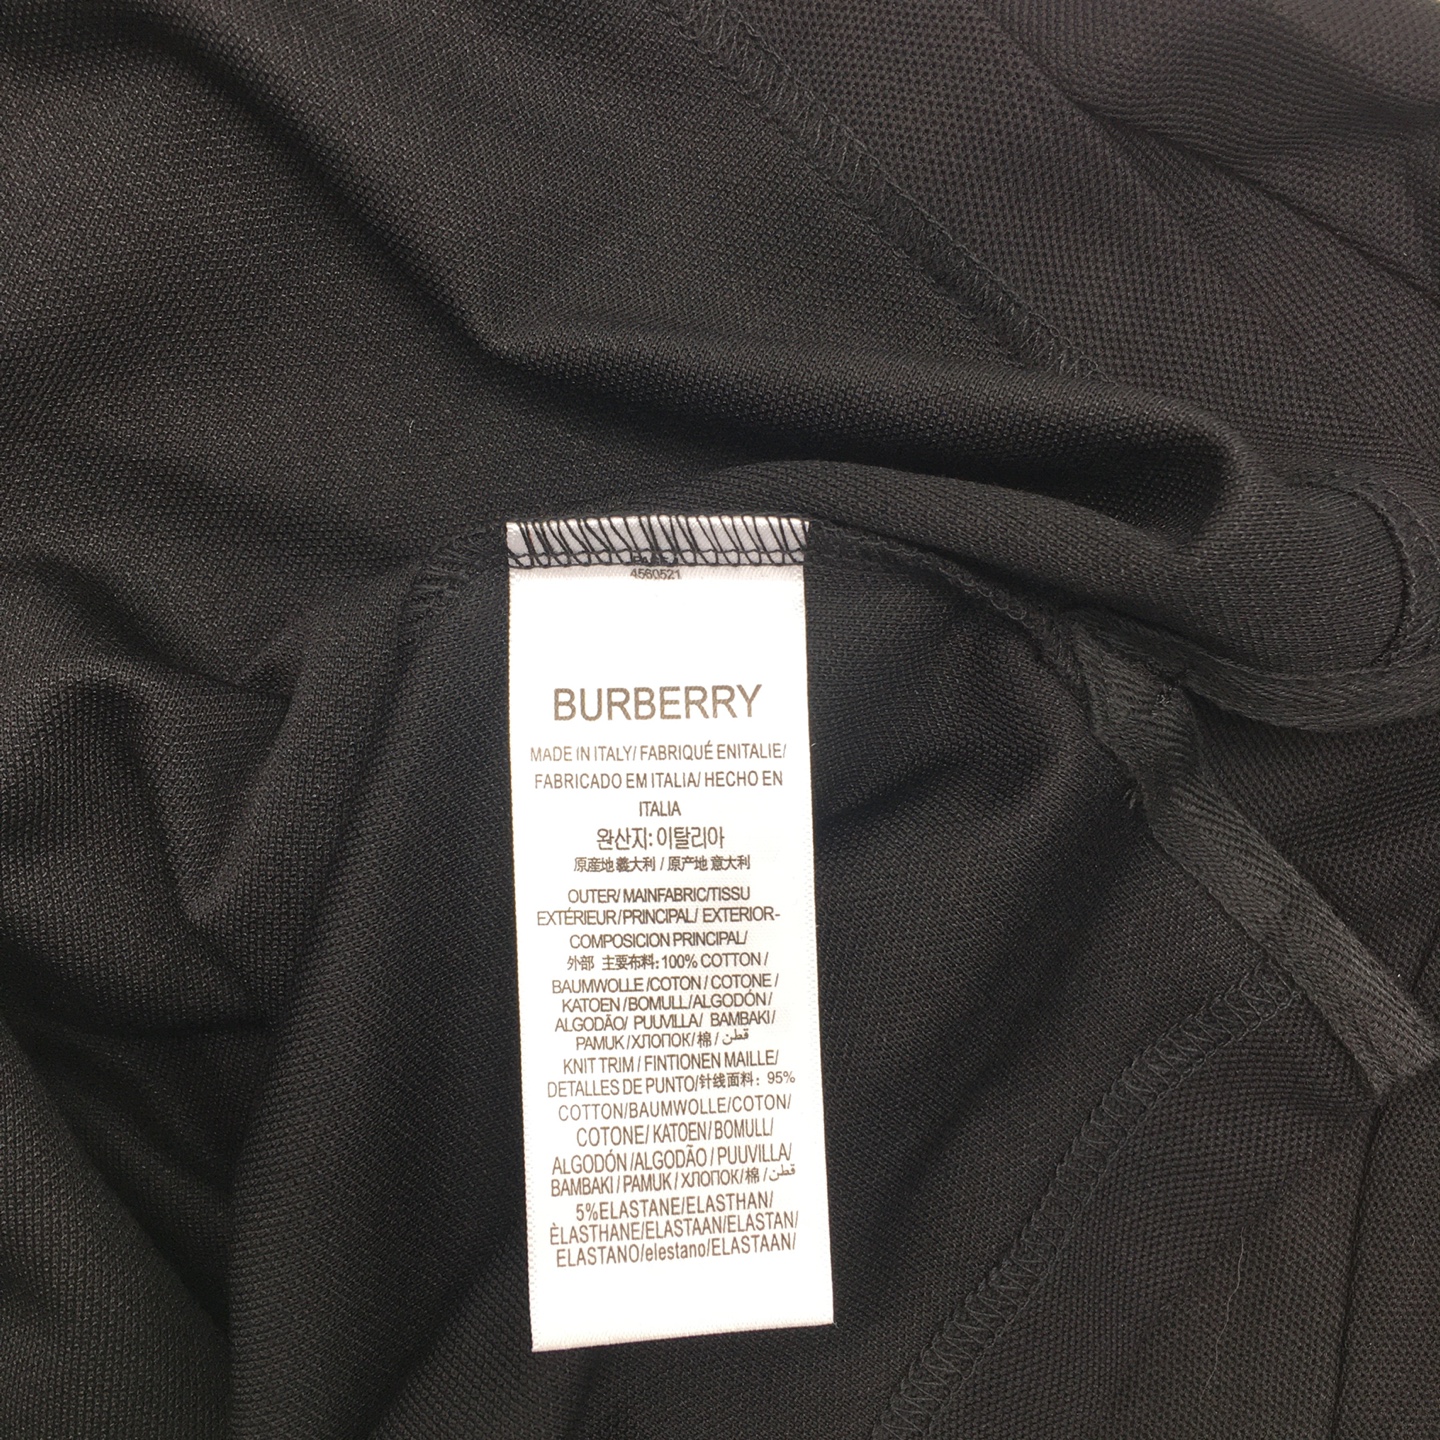 4560521
BURBERRY
MADE IN ITALY/ FABRIQUÉ ENITALIE/
FABRICADO EM ITALIA/ HECHO EN
ITALIA
완산지: 이탈리아
原産地 義大利 / 原产地 意大利
OUTER/ MAINFABRIC/TISSU
EXTÉRIEUR/PRINCIPAL/ EXTERIOR-
COMPOSICION PRINCIPAL/
外部 主要布料: 100% COTTON /
BAUMWOLLE /COTON / COTONE /
KATOEN /BOMULL/ALGODÓN /
ALGODÃO/ PUUVILLA/ BAMBAKI /
PAMUK/ХЛОПОК/棉 / قطن
KNIT TRIM / FINTIONEN MAILLE/
DETALLES DE PUNTO/针线面料: 95%
COTTON/BAUMWOLLE/COTON/
COTONE/ KATOEN/ BOMULL/
ALGODÓN /ALGODÃO / PUUVILLA/
BAMBAKI / PAMUK / ХЛОПОК/棉 / قطن
5%ELASTANE/ELASTHAN/
ÈLASTHANE/ELASTAAN/ELASTAN/
ELASTANO/elestano/ELASTAAN/